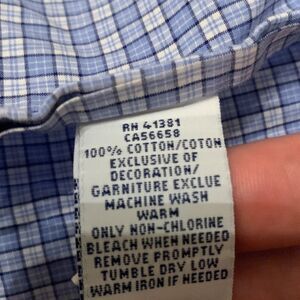 RN 41381
CA56658
100% COTTON/COTON
EXCLUSIVE OF
DECORATION/
GARNITURE EXCLUE
MACHINE WASH
WARM
ONLY NON-CHLORINE
BLEACH WHEN NEEDED
REMOVE PROMPTLY
TUMBLE DRY LOW
WARM IRON IF NEEDED